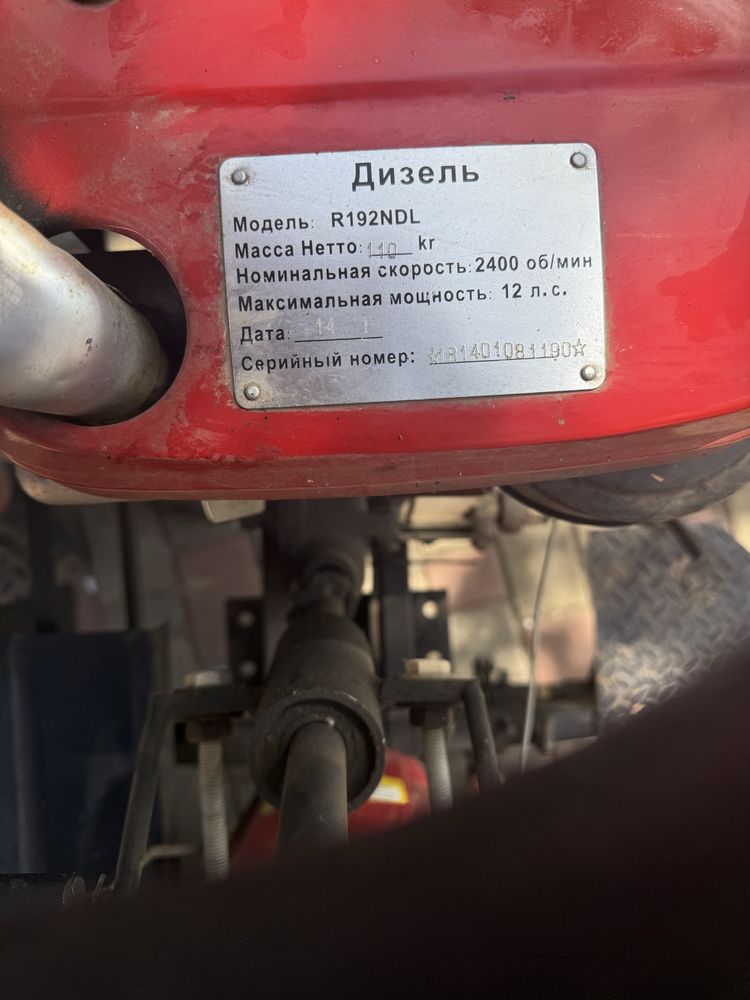 Дизель
Модель: R192NDL
Масса Нетто: 110 kr
Номинальная скорость: 2400 об/мин
Максимальная мощность: 12 л.с.
Дата: 14 1
Серийный номер: ☆181401081190☆